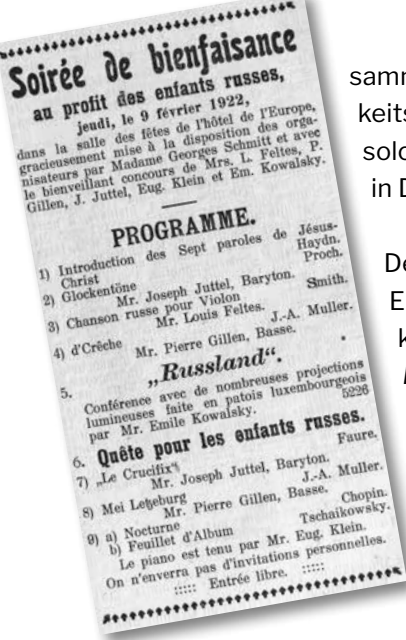 Soirée de bienfaisance
au profit des enfants russes,
jeudi, le 9 février 1922,
dans la salle des fêtes de l'hôtel de l'Europe,
gracieusement mise à la disposition des orga-
nisateurs par Madame Georges Schmitt et avec
le bienveillant concours de Mrs. L. Feltes, P.
Gillen, J. Juttel, Eug. Klein et Em. Kowalsky.
PROGRAMME.
1) Introduction des Sept paroles de Jésus-
Christ Haydn.
2) Glockentöne Proch.
Mr. Joseph Juttel, Baryton.
3) Chanson russe pour Violon Smith.
Mr. Louis Feltes.
4) d'Crêche J.-A. Muller.
Mr. Pierre Gillen, Basse.
5. „Russland“.
Conférence avec de nombreuses projections
lumineuses faite en patois luxembourgeois
par Mr. Emile Kowalsky. 5226
6. Quête pour les enfants russes.
7) „Le Crucifix“ Faure.
Mr. Joseph Juttel, Baryton.
8) Mei Letzeburg J.-A. Muller.
Mr. Pierre Gillen, Basse.
9) a) Nocturne Chopin.
b) Feuillet d'Album Tschaikowsky.
Le piano est tenu par Mr. Eug. Klein.
On n'enverra pas d'invitations personnelles.
::::: Entrée libre. :::::
samm
keits
solo
in D
De
E
k